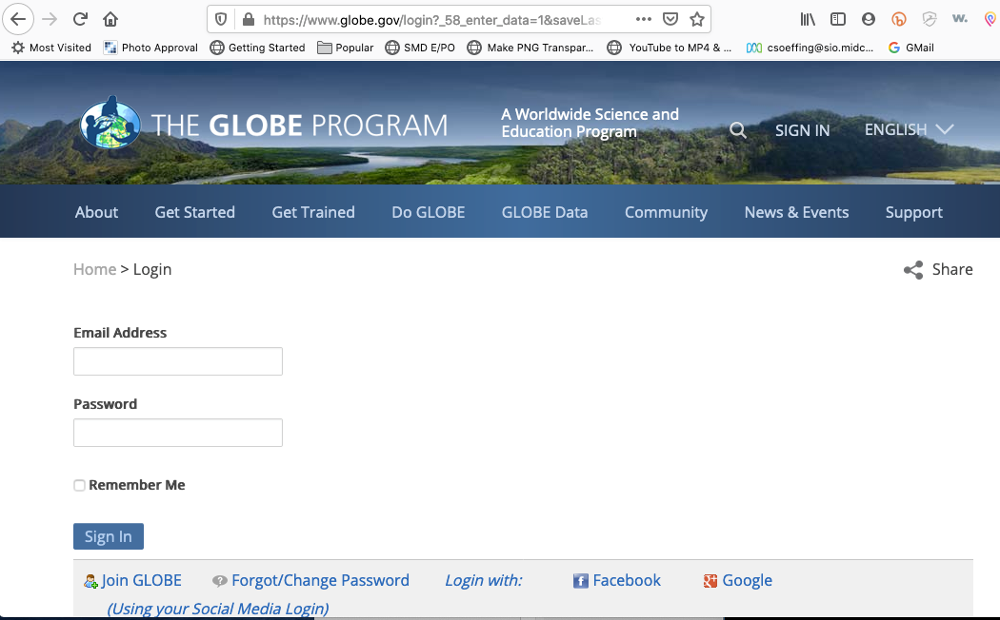 https://www.globe.gov/login?_58_enter_data=1&saveLas
w.
Most Visited Photo Approval Getting Started Popular SMD E/PO Make PNG Transpar... YouTube to MP4 & ... csoeffing@sio.midc... GMail
THE GLOBE PROGRAM
A Worldwide Science and
Education Program
SIGN IN ENGLISH
About Get Started Get Trained Do GLOBE GLOBE Data Community News & Events Support
Home > Login Share
Email Address
Password
Remember Me
Sign In
Join GLOBE Forgot/Change Password Login with: Facebook Google
(Using your Social Media Login)